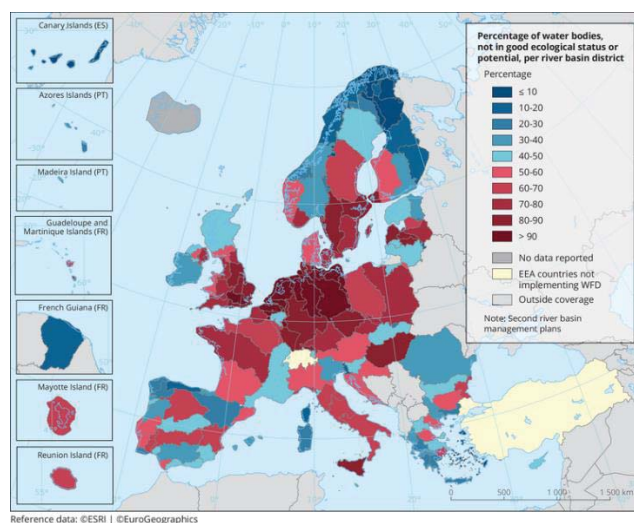 Canary Islands (ES)
Azores Islands (PT)
Madeira Island (PT)
Guadeloupe and
Martinique Islands (FR)
French Guiana (FR)
Mayotte Island (FR)
Reunion Island (FR)
Percentage of water bodies,
not in good ecological status or
potential, per river basin district
Percentage
≤ 10
10-20
20-30
30-40
40-50
50-60
60-70
70-80
80-90
> 90
No data reported
EEA countries not
implementing WFD
Outside coverage
Note: Second river basin
management plans
0 500 1 000 1 500 km
Reference data: ©ESRI | ©EuroGeographics